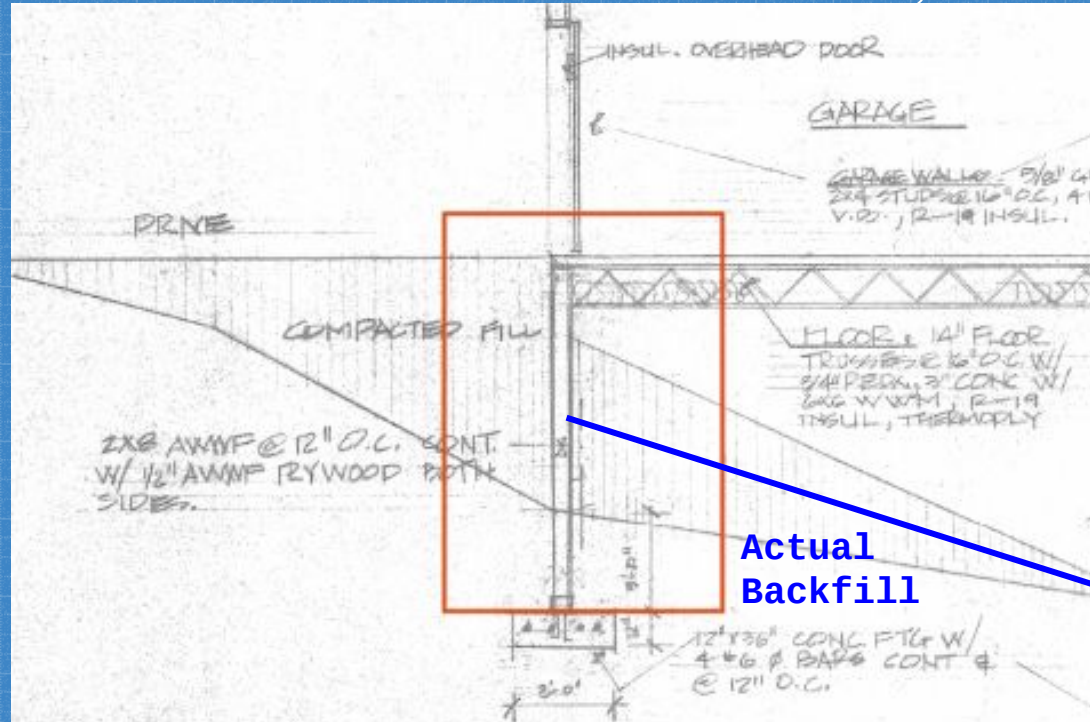 INSUL. OVERHEAD DOOR
GARAGE
GARAGE WALLS - 5/8" G
2X4 STUDS @ 16" O.C.,
V.B., R-19 INSUL.
DRIVE
COMPACTED FILL
FLOOR: 14" FLOOR
TRUSSES @ 16" O.C. W/
3/4" 3" CONC W/
6X6 WWM, R-19
INSUL, THERMOPLY
2X8 AWWF @ 12" O.C. CONT.
W/ 1/2" AWWF PLYWOOD BOTH
SIDES.
Actual
Backfill
12"X36" CONC FTG W/
4 #6 Ø BARS CONT &
@ 12" O.C.
3'-0"